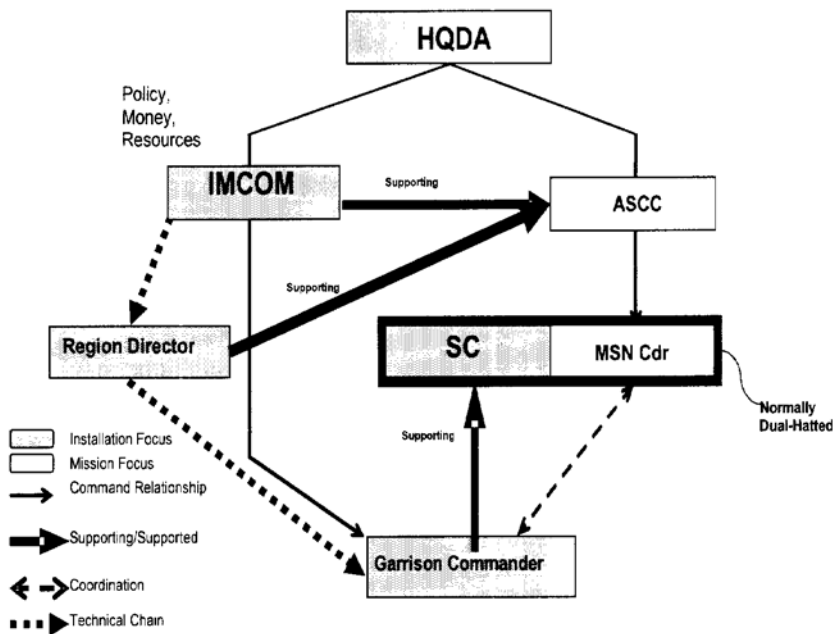 HQDA
Policy,
Money,
Resources
IMCOM
Supporting
ASCC
Supporting
Region Director
SC
MSN Cdr
Normally
Dual-Hatted
Supporting
Installation Focus
Mission Focus
Command Relationship
Supporting/Supported
Coordination
Technical Chain
Garrison Commander